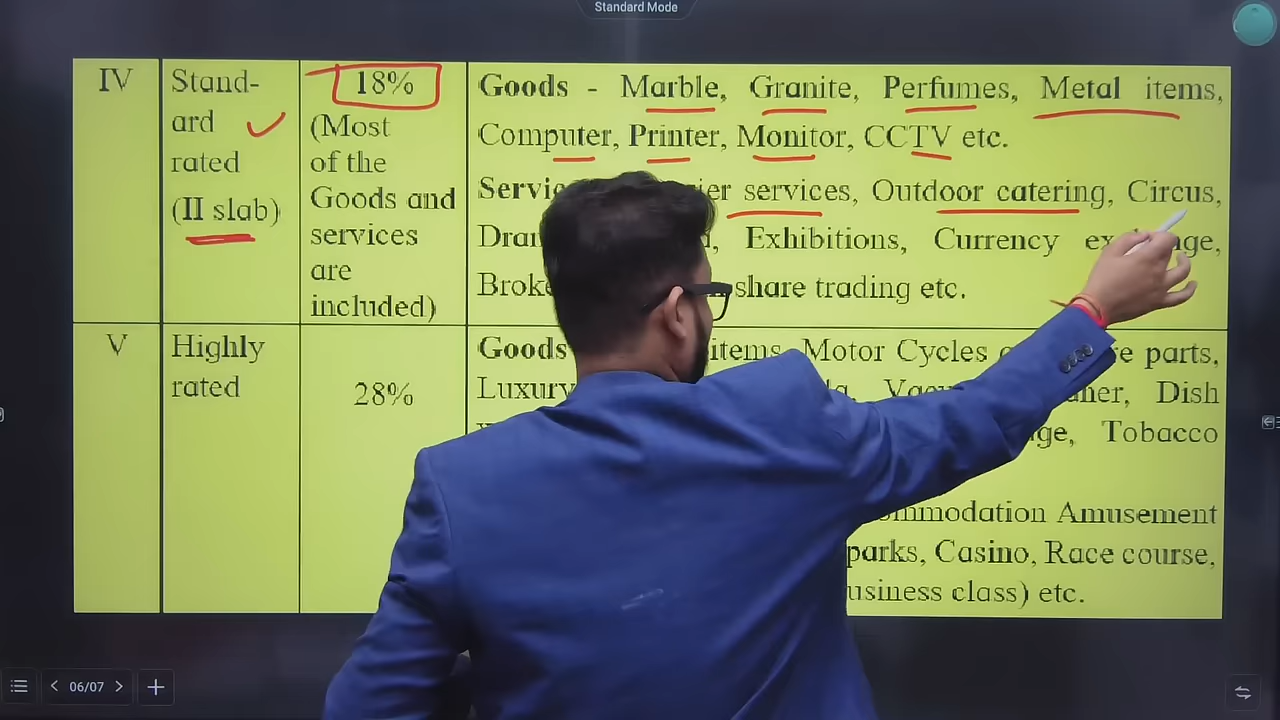 Standard Mode
IV
Stand-
ard
rated
(II slab)
18%
(Most
of the
Goods and
services
are
included)
Goods - Marble, Granite, Perfumes, Metal items,
Computer, Printer, Monitor, CCTV etc.
services, Outdoor catering, Circus,
Exhibitions, Currency
share trading etc.
V
Highly
rated
28%
Goods items, Motor Cycles parts,
Luxury Dish
Tobacco
Amusement
parks, Casino, Race course,
class) etc.
06/07